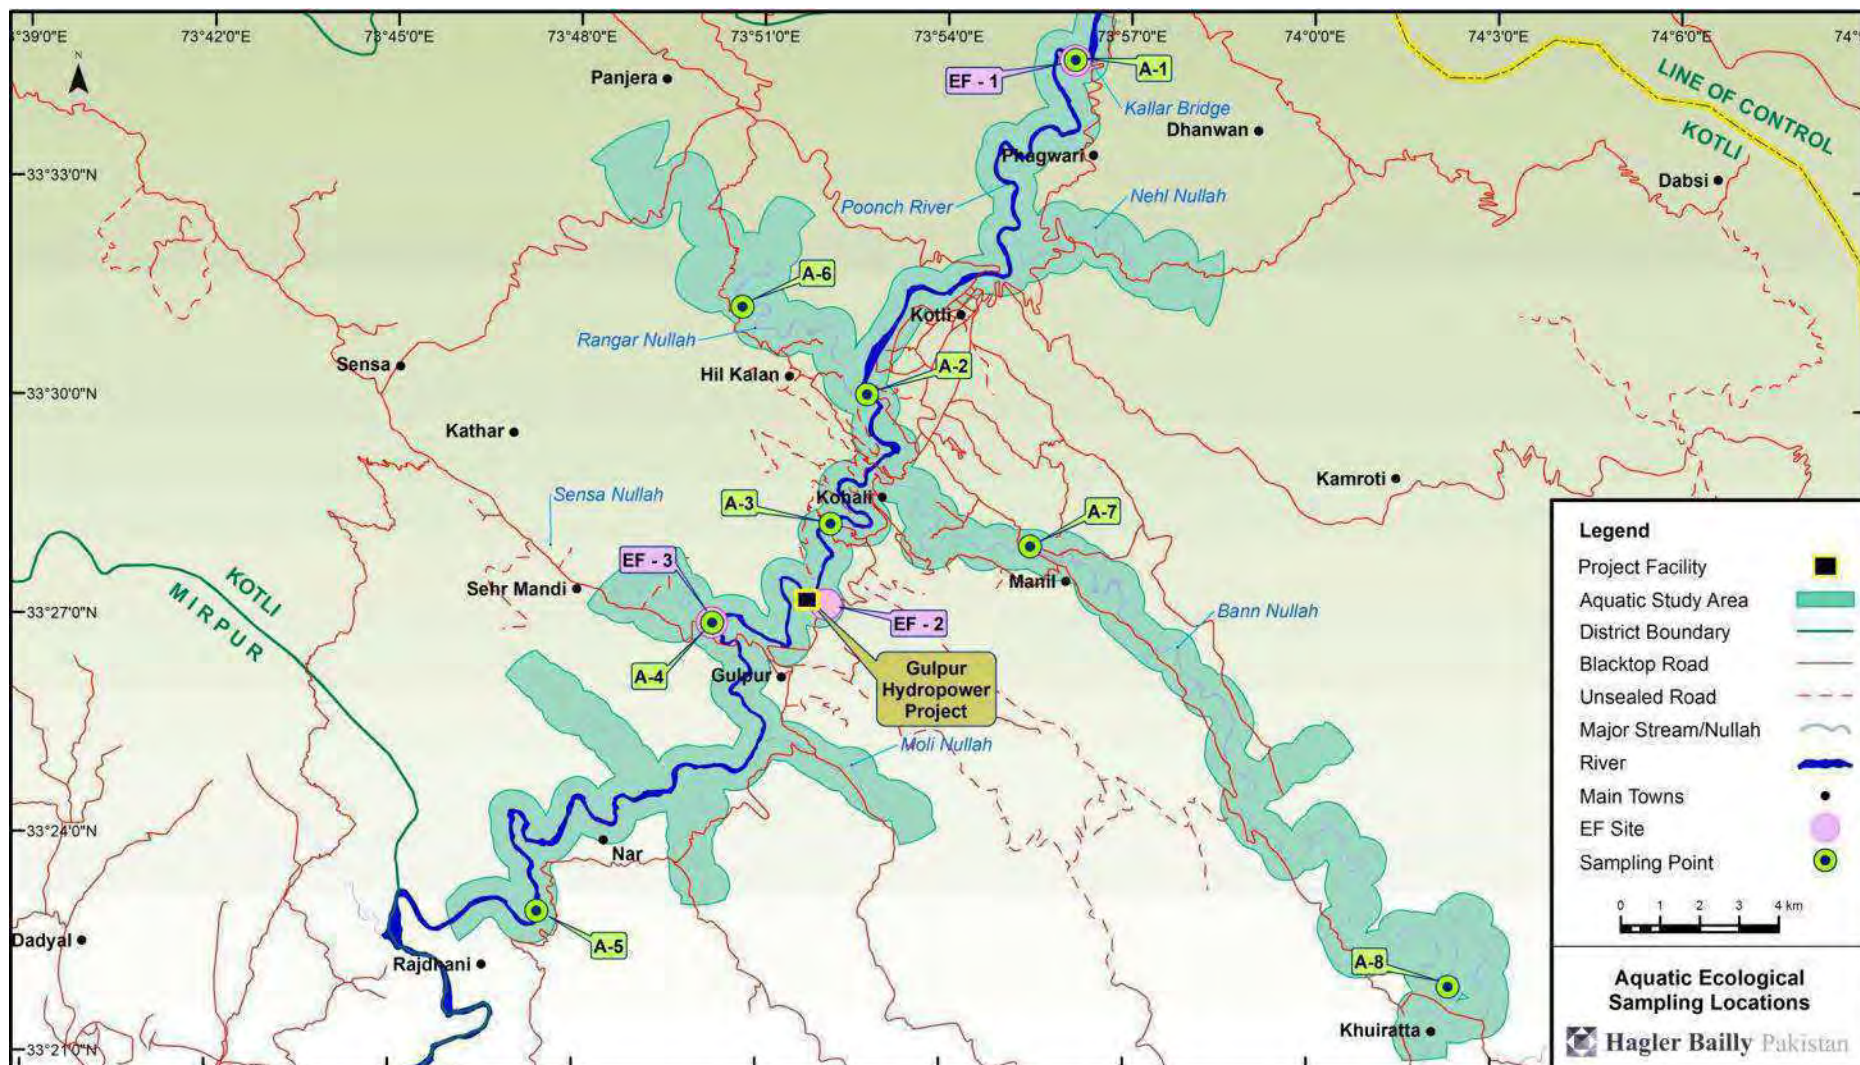 °39'0"E
73°42'0"E
73°45'0"E
73°48'0"E
73°51'0"E
73°54'0"E
73°57'0"E
74°0'0"E
74°3'0"E
74°6'0"E
N
Panjera
EF - 1
A-1
Kallar Bridge
Dhanwan
LINE OF CONTROL
KOTLI
Phagwari
33°33'0"N
Dabsi
Poonch River
Nehl Nullah
A-6
Kotli
Rangar Nullah
Sensa
Hil Kalan
A-2
33°30'0"N
Kathar
Kamroti
Sensa Nullah
A-3
Kohali
A-7
EF - 3
KOTLI
MIRPUR
Sehr Mandi
Manil
33°27'0"N
EF - 2
Bann Nullah
A-4
Gulpur
Gulpur
Hydropower
Project
Moli Nullah
33°24'0"N
Nar
Dadyal
A-5
Rajdhani
A-8
Khuiratta
33°21'0"N
Legend
Project Facility
Aquatic Study Area
District Boundary
Blacktop Road
Unsealed Road
Major Stream/Nullah
River
Main Towns
EF Site
Sampling Point
0 1 2 3 4 km
Aquatic Ecological
Sampling Locations
Hagler Bailly Pakistan